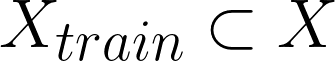 X_{train} ⊂ X